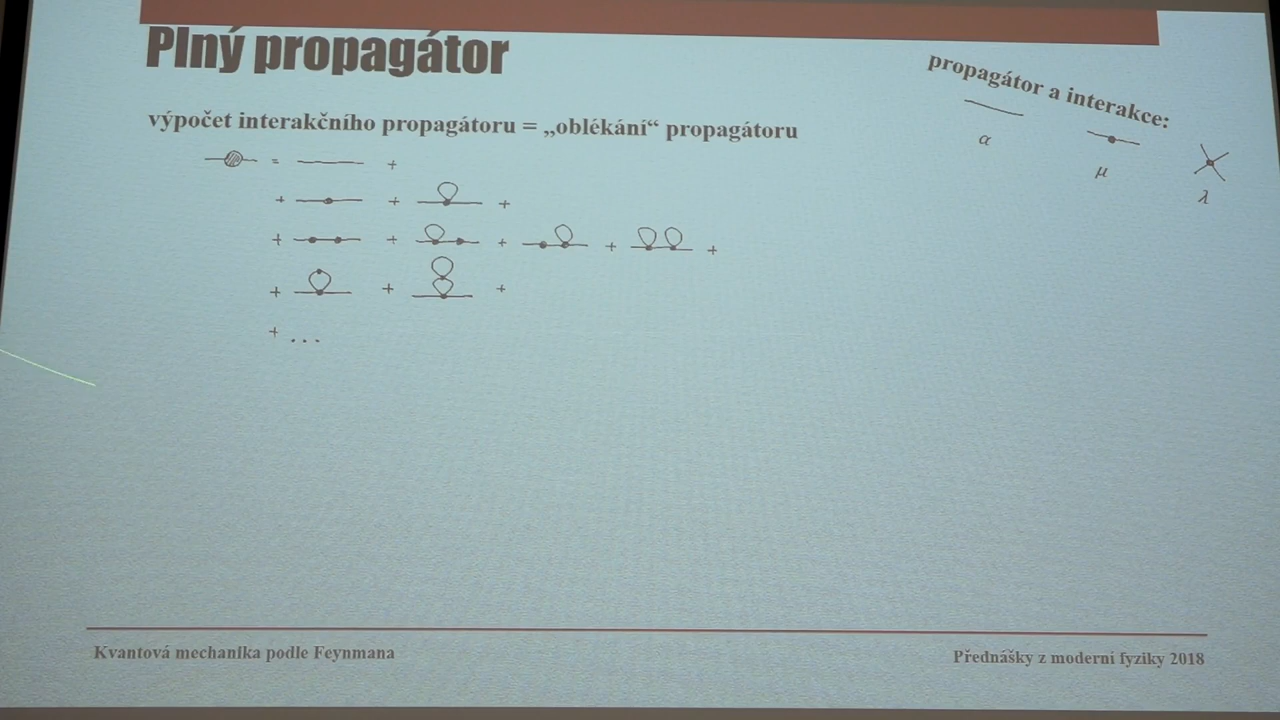 Plný propagátor
propagátor a interakce:
výpočet interakčního propagátoru = „oblékání“ propagátoru
α
μ
λ
= +
+ + +
+ + + + +
+ + +
+ ...
Kvantová mechanika podle Feynmana
Přednášky z moderní fyziky 2018